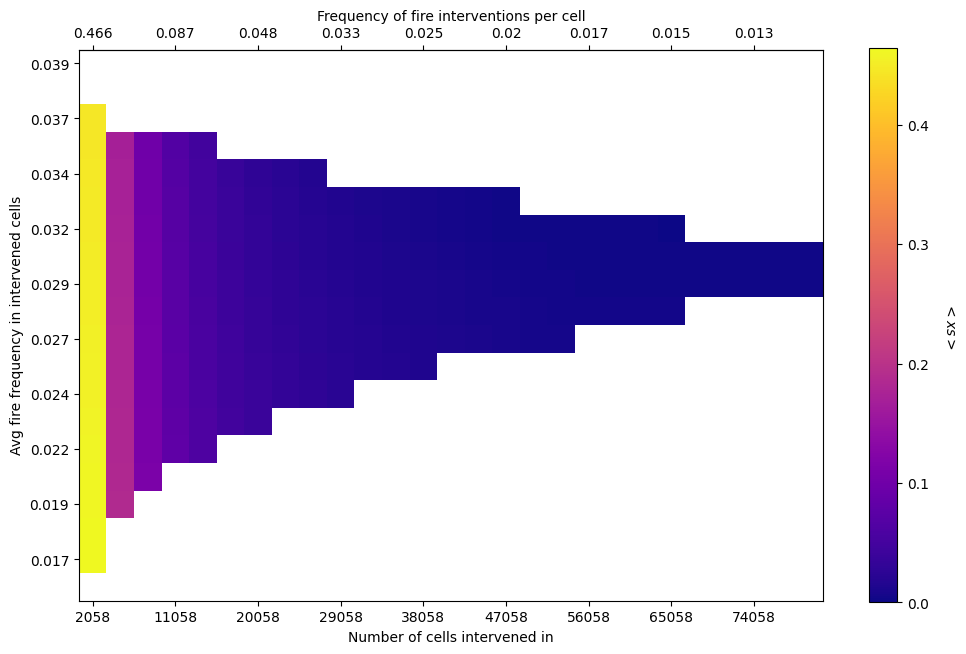 Frequency of fire interventions per cell
0.466 0.087 0.048 0.033 0.025 0.02 0.017 0.015 0.013
Avg fire frequency in intervened cells
0.039
0.037
0.034
0.032
0.029
0.027
0.024
0.022
0.019
0.017
2058 11058 20058 29058 38058 47058 56058 65058 74058
Number of cells intervened in
0.4
0.3
0.2
0.1
0.0
< sx >